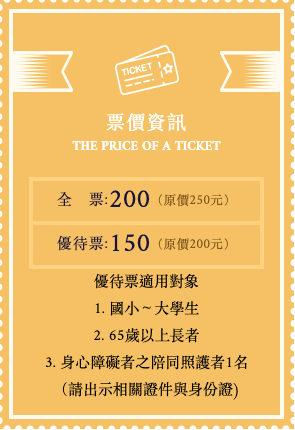 TICKET
票價資訊
THE PRICE OF A TICKET
全　票:200（原價250元）
優待票:150（原價200元）
優待票適用對象
1. 國小～大學生
2. 65歲以上長者
3. 身心障礙者之陪同照護者1名
（請出示相關證件與身份證)